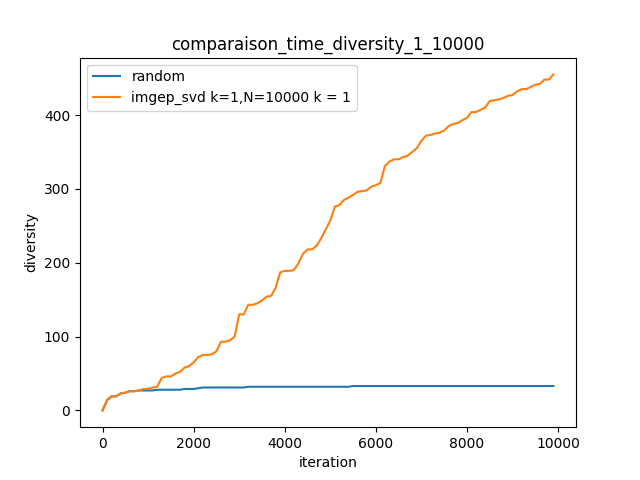 comparaison_time_diversity_1_10000
random
imgep_svd k=1,N=10000 k = 1
400
300
200
100
0
diversity
0 2000 4000 6000 8000 10000
iteration